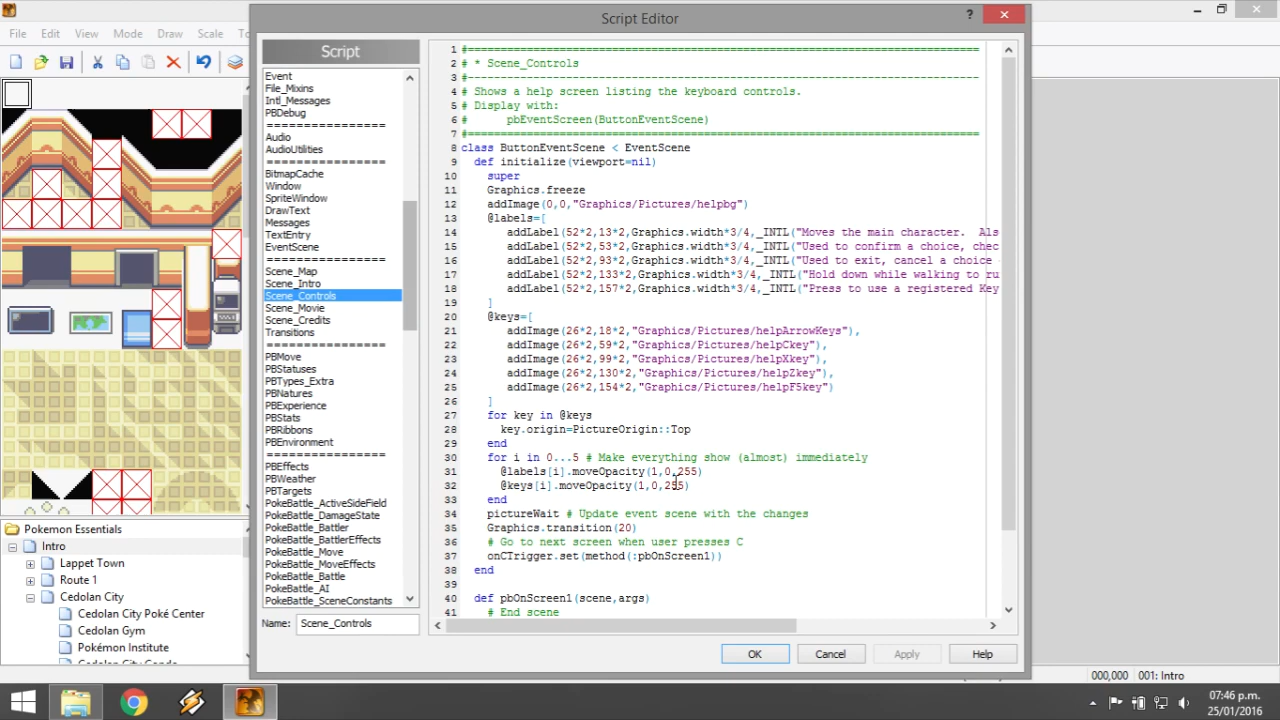 Script Editor
?
File Edit View Mode Draw Scale
Script
Event
File_Mixins
Intl_Messages
PBDebug
================
Audio
AudioUtilities
================
BitmapCache
Window
SpriteWindow
DrawText
Messages
TextEntry
EventScene
================
Scene_Map
Scene_Intro
Scene_Controls
Scene_Movie
Scene_Credits
Transitions
================
PBMove
PBStatuses
PBTypes_Extra
PBNatures
PBExperience
PBStats
PBRibbons
PBEnvironment
================
PBEffects
PBWeather
PBTargets
PokeBattle_ActiveSideField
PokeBattle_DamageState
PokeBattle_Battler
PokeBattle_BattlerEffects
PokeBattle_Move
PokeBattle_MoveEffects
PokeBattle_Battle
PokeBattle_AI
PokeBattle_SceneConstants
Name: Scene_Controls
1 #===============================================================================
2 # * Scene_Controls
3 #-------------------------------------------------------------------------------
4 # Shows a help screen listing the keyboard controls.
5 # Display with:
6 #      pbEventScreen(ButtonEventScene)
7 #===============================================================================
8 class ButtonEventScene < EventScene
9   def initialize(viewport=nil)
10     super
11     Graphics.freeze
12     addImage(0,0,"Graphics/Pictures/helpbg")
13     @labels=[
14        addLabel(52*2,13*2,Graphics.width*3/4,_INTL("Moves the main character.  Als
15        addLabel(52*2,53*2,Graphics.width*3/4,_INTL("Used to confirm a choice, chec
16        addLabel(52*2,93*2,Graphics.width*3/4,_INTL("Used to exit, cancel a choice
17        addLabel(52*2,133*2,Graphics.width*3/4,_INTL("Hold down while walking to ru
18        addLabel(52*2,157*2,Graphics.width*3/4,_INTL("Press to use a registered Key
19     ]
20     @keys=[
21        addImage(26*2,18*2,"Graphics/Pictures/helpArrowKeys"),
22        addImage(26*2,59*2,"Graphics/Pictures/helpCkey"),
23        addImage(26*2,99*2,"Graphics/Pictures/helpXkey"),
24        addImage(26*2,130*2,"Graphics/Pictures/helpZkey"),
25        addImage(26*2,154*2,"Graphics/Pictures/helpF5key")
26     ]
27     for key in @keys
28       key.origin=PictureOrigin::Top
29     end
30     for i in 0...5 # Make everything show (almost) immediately
31       @labels[i].moveOpacity(1,0,255)
32       @keys[i].moveOpacity(1,0,255)
33     end
34     pictureWait # Update event scene with the changes
35     Graphics.transition(20)
36     # Go to next screen when user presses C
37     onCTrigger.set(method(:pbOnScreen1))
38   end
39
40   def pbOnScreen1(scene,args)
41     # End scene
OK Cancel Apply Help
Pokemon Essentials
Intro
Lappet Town
Route 1
Cedolan City
Cedolan City Poké Center
Cedolan Gym
Pokémon Institute
000,000 001: Intro
07:46 p.m.
25/01/2016